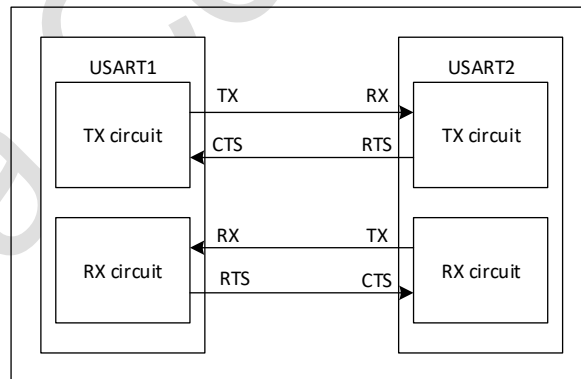 USART1 USART2
TX RX
TX circuit TX circuit
CTS RTS
RX TX
RX circuit RX circuit
RTS CTS